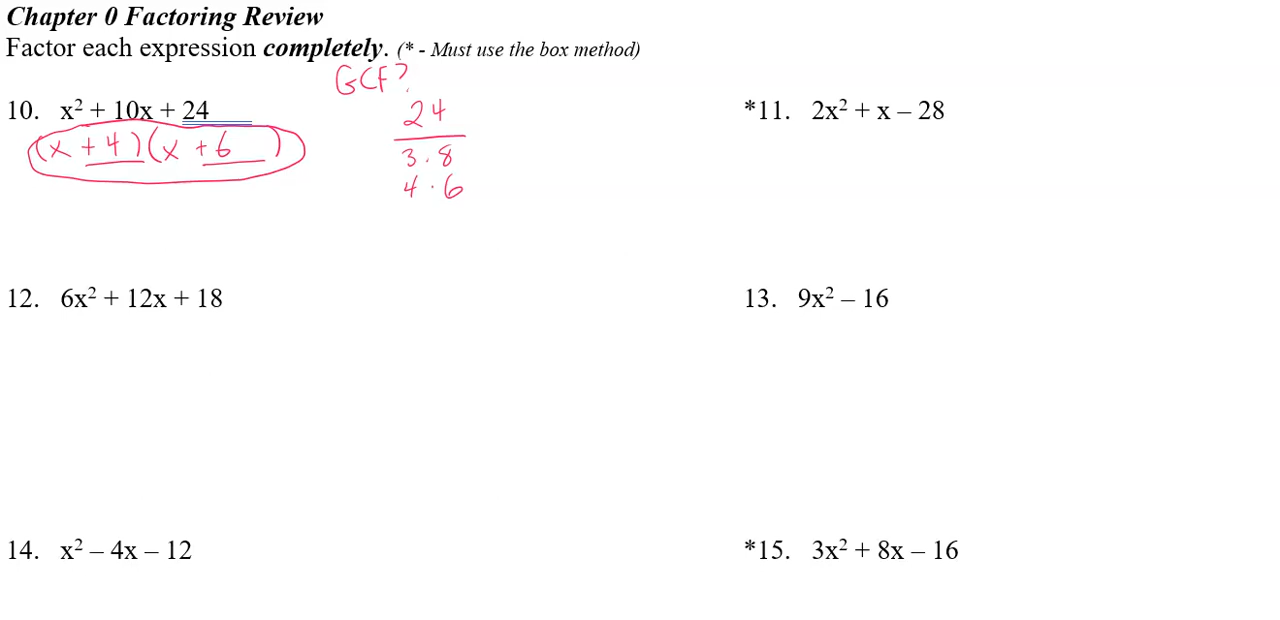 Chapter 0 Factoring Review
Factor each expression completely. (* - Must use the box method)
GCF?
10. x² + 10x + 24
(x + 4)(x + 6)
24
3 · 8
4 · 6
*11. 2x² + x – 28
12. 6x² + 12x + 18
13. 9x² – 16
14. x² – 4x – 12
*15. 3x² + 8x – 16